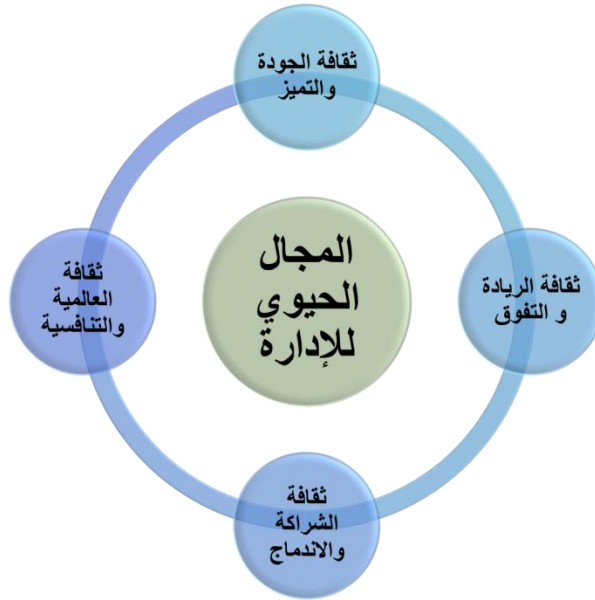 ثقافة الجودة
والتميز
المجال
الحيوي
للإدارة
ثقافة الريادة
و التفوق
ثقافة
الشراكة
والاندماج
ثقافة
العالمية
والتنافسية